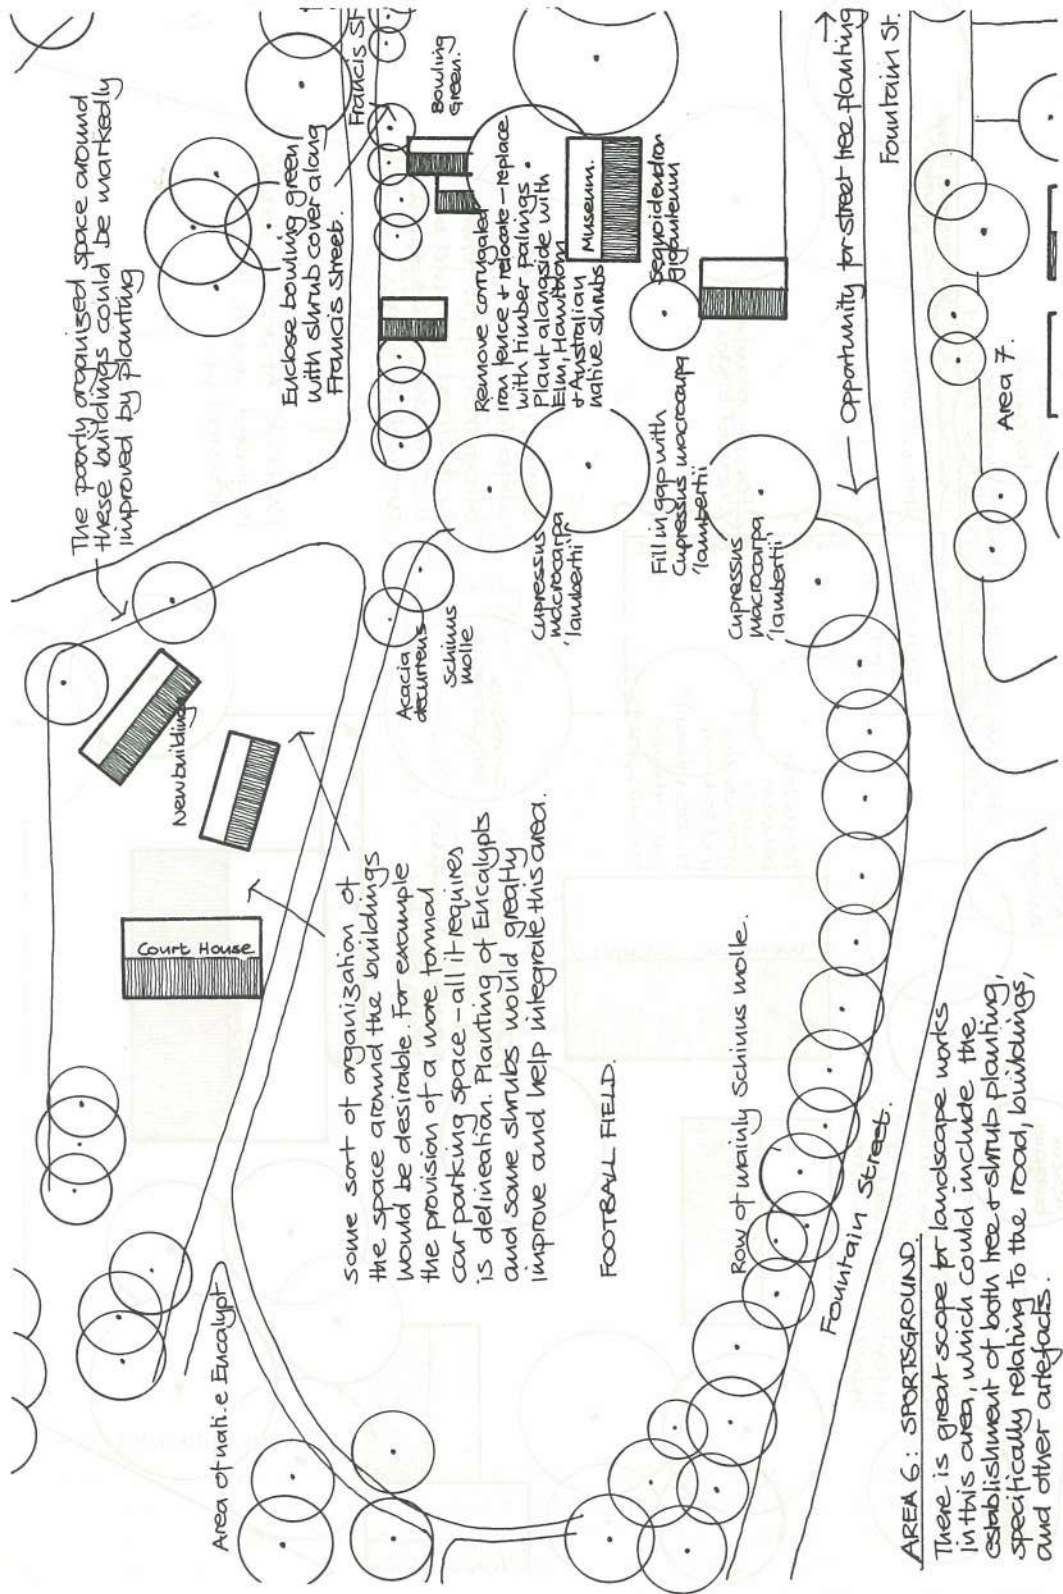 The poorly organised space around
these buildings could be markedly
improved by planting
Enclose bowling green
with shrub cover along
Francis street.
Francis St
Bowling
Green.
Remove corrugated
iron fence & relocate - replace
with timber palings.
Plant alongside with
Elm, Hawthorn
& Australian
native shrubs
Museum.
Sequoidendron
giganteum
→
← Opportunity for street tree planting
Fountain St.
New building
Court House
Acacia
decurrens
Schinus
molle
Cupressus
macrocarpa
'lambertii'
Fill in gap with
Cupressus macrocarpa
'lambertii'
Cupressus
macrocarpa
'lambertii'
Area 7.
some sort of organization of
the space around the buildings
would be desirable. For example
the provision of a more formal
car parking space - all it requires
is delineation. Planting of Eucalypts
and some shrubs would greatly
improve and help integrate this area.
FOOTBALL FIELD.
Row of mainly Schinus molle.
Fountain Street.
Area of nati.e Eucalypt
AREA 6: SPORTSGROUND.
There is great scope for landscape works
in this area, which could include the
establishment of both tree & shrub planting,
specifically relating to the road, buildings,
and other artefacts.